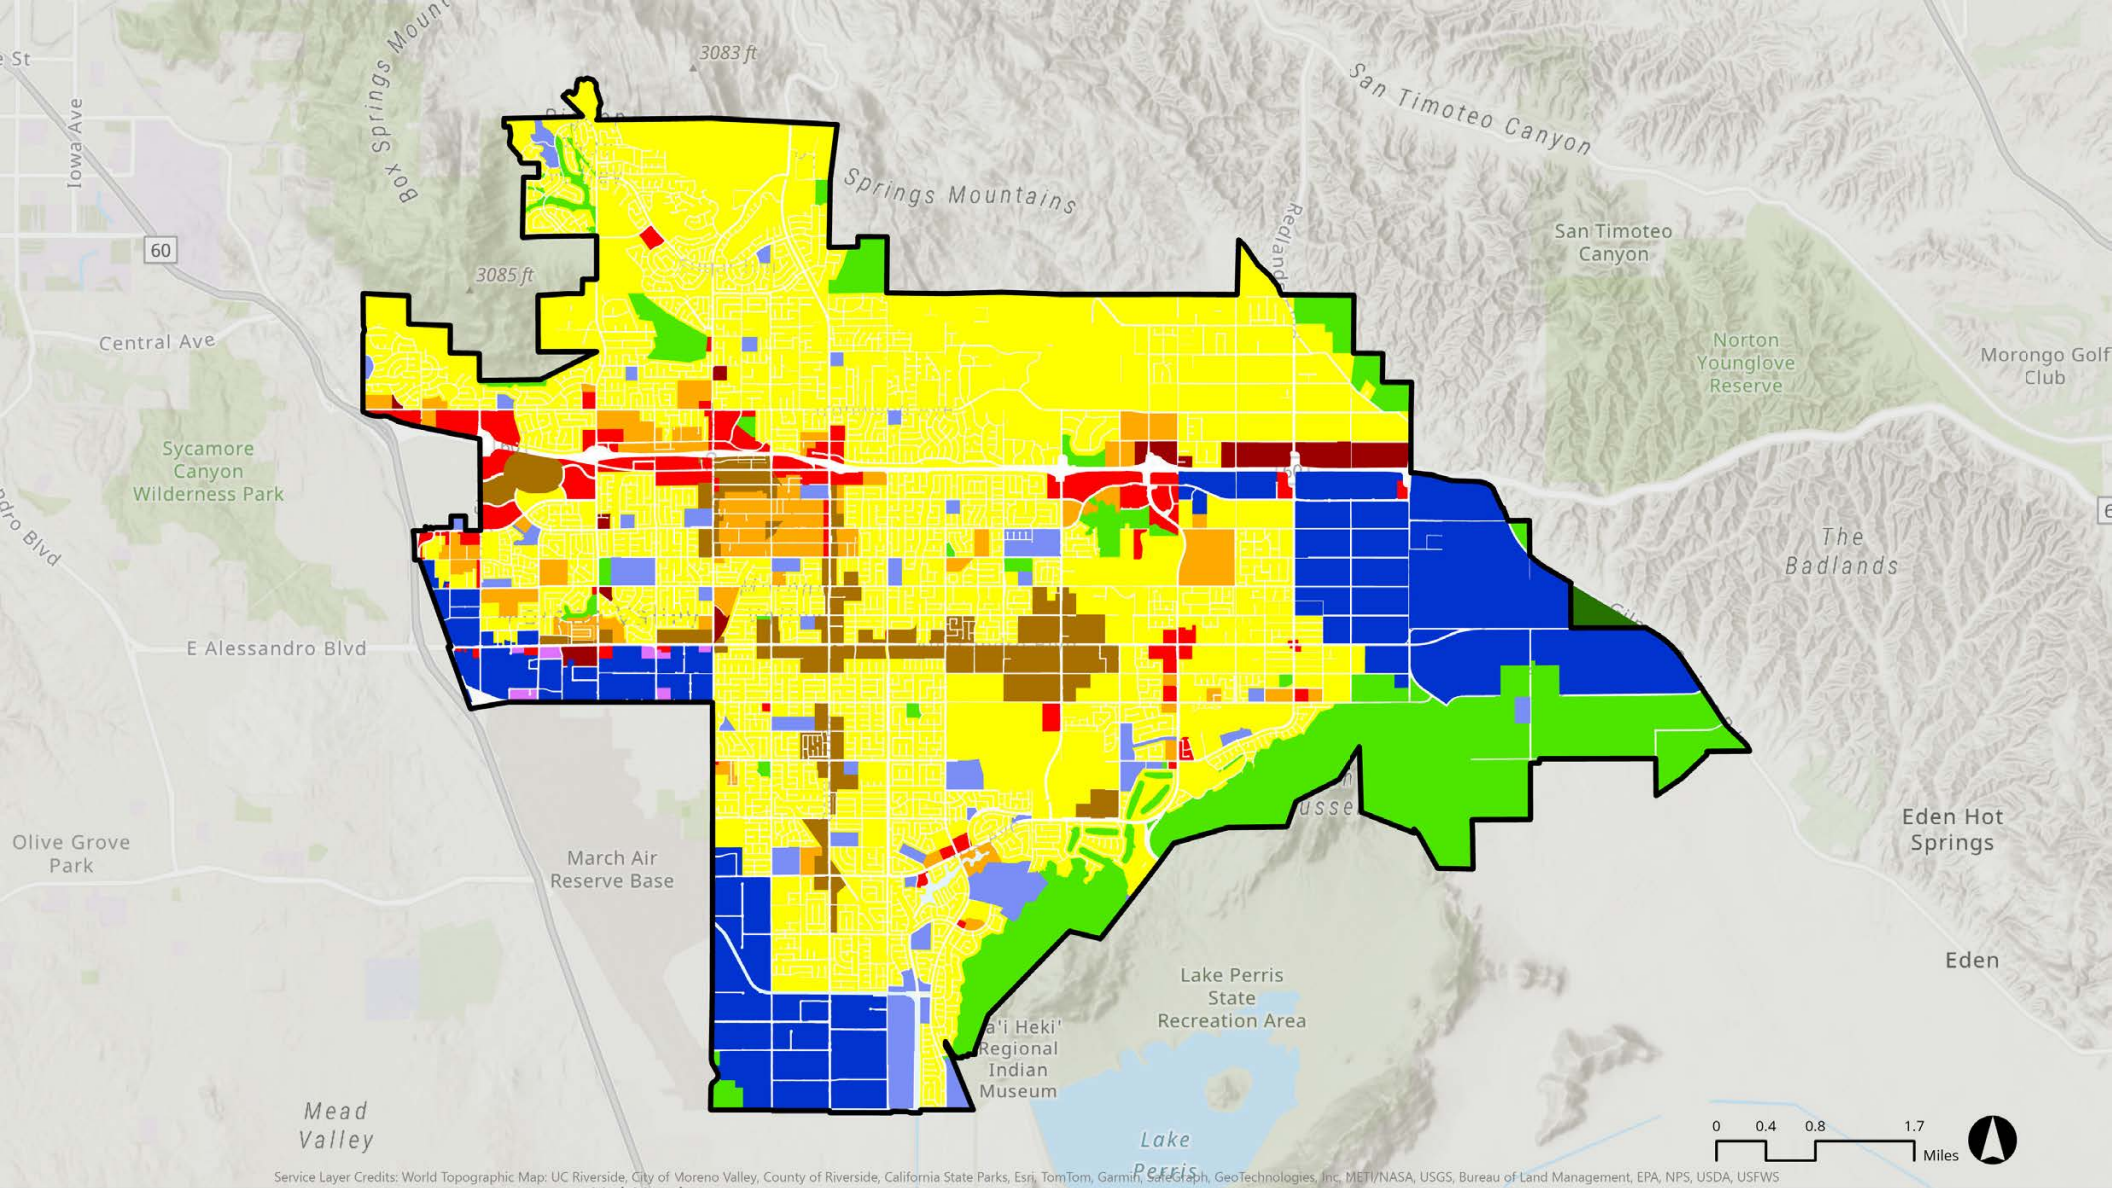 3083 ft
Box Springs Mount
e St
Iowa Ave
San Timoteo Canyon
Springs Mountains
60
3085 ft
Redland
San Timoteo
Canyon
Central Ave
Norton
Younglove
Reserve
Morongo Golf
Club
Sycamore
Canyon
Wilderness Park
The
Badlands
dro Blvd
E Alessandro Blvd
usse
Olive Grove
Park
March Air
Reserve Base
Eden Hot
Springs
Eden
Lake Perris
State
Recreation Area
a'i Heki'
Regional
Indian
Museum
Mead
Valley
Lake
Perris
0 0.4 0.8 1.7
Miles
Service Layer Credits: World Topographic Map: UC Riverside, City of Moreno Valley, County of Riverside, California State Parks, Esri, TomTom, Garmin, SafeGraph, GeoTechnologies, Inc, METI/NASA, USGS, Bureau of Land Management, EPA, NPS, USDA, USFWS